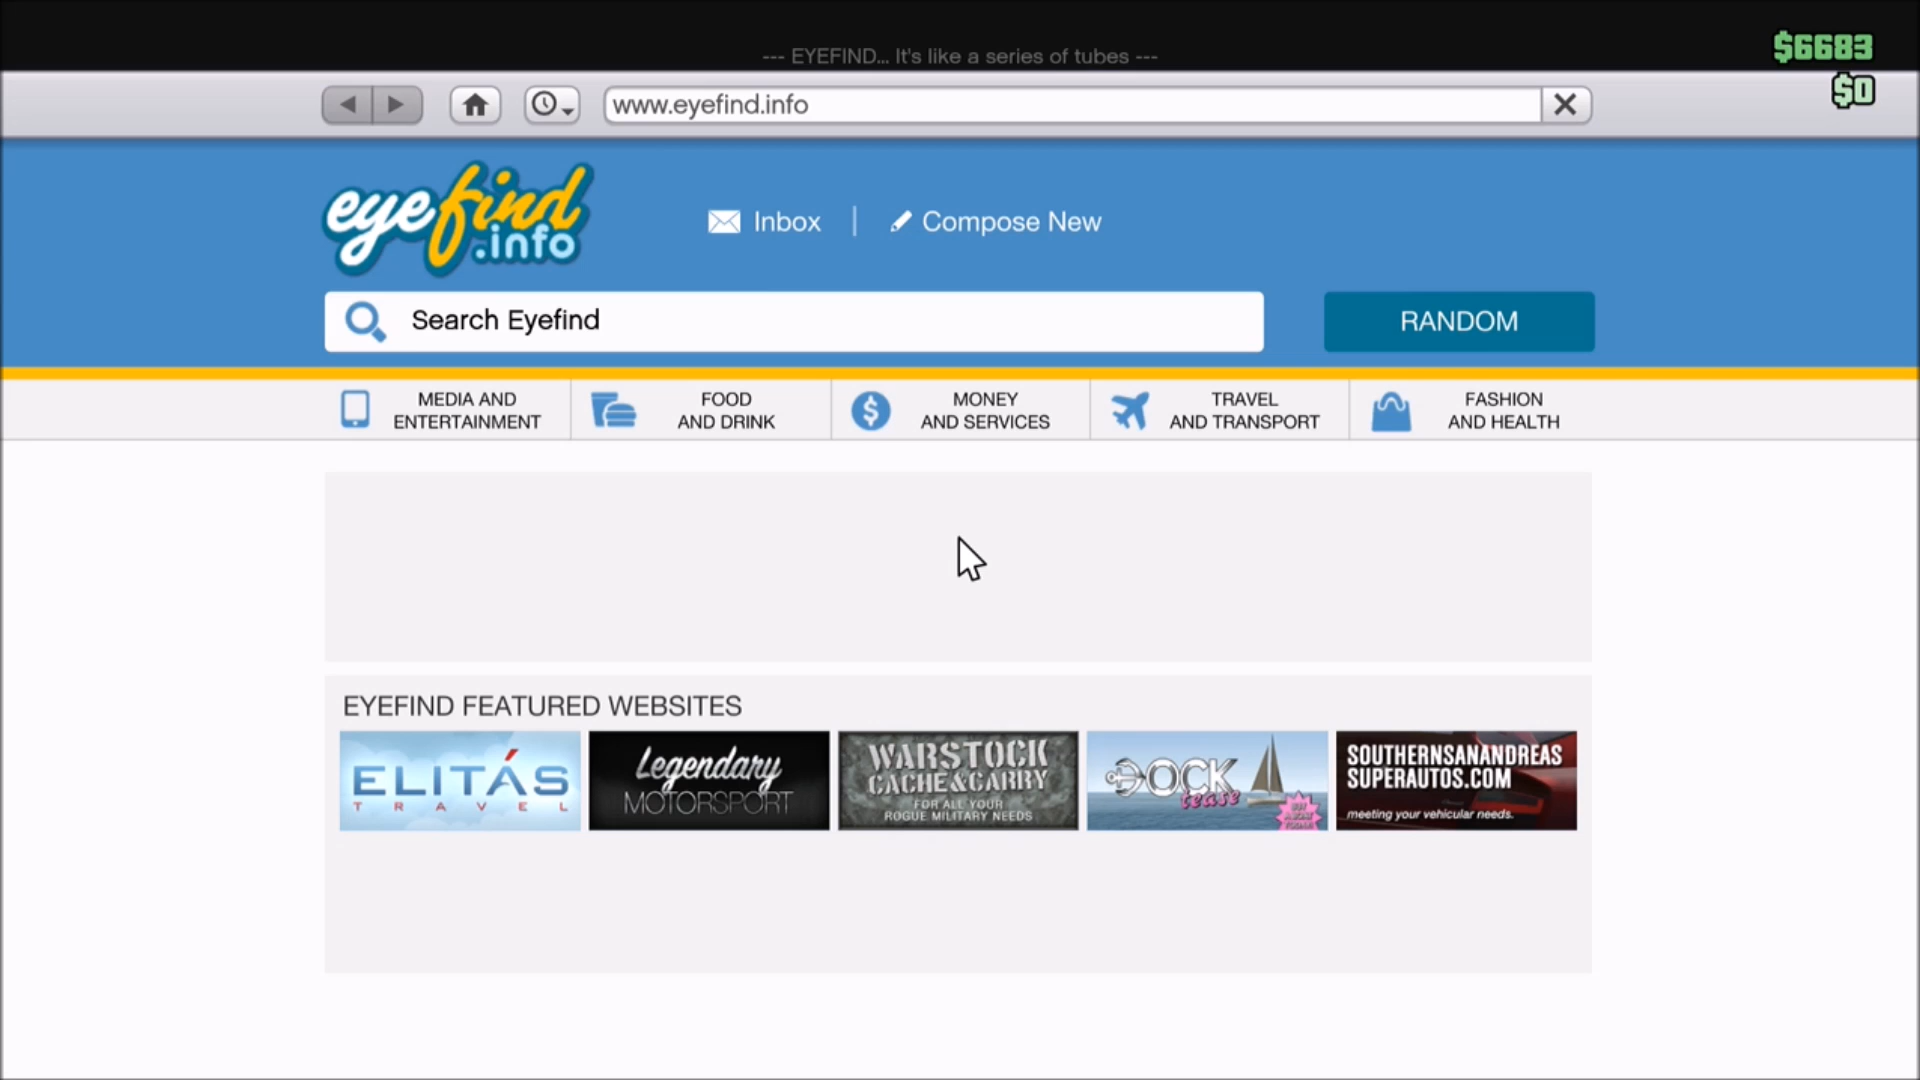 --- EYEFIND... It's like a series of tubes ---
$6683
$0
www.eyefind.info
eyefind
.info
Inbox
Compose New
Search Eyefind
RANDOM
MEDIA AND
ENTERTAINMENT
FOOD
AND DRINK
MONEY
AND SERVICES
TRAVEL
AND TRANSPORT
FASHION
AND HEALTH
EYEFIND FEATURED WEBSITES
ELITÁS
TRAVEL
Legendary
MOTORSPORT
WARSTOCK
CACHE&CARRY
FOR ALL YOUR
ROGUE MILITARY NEEDS
DOCK
tease
SOUTHERNSANANDREAS
SUPERAUTOS.COM
meeting your vehicular needs.